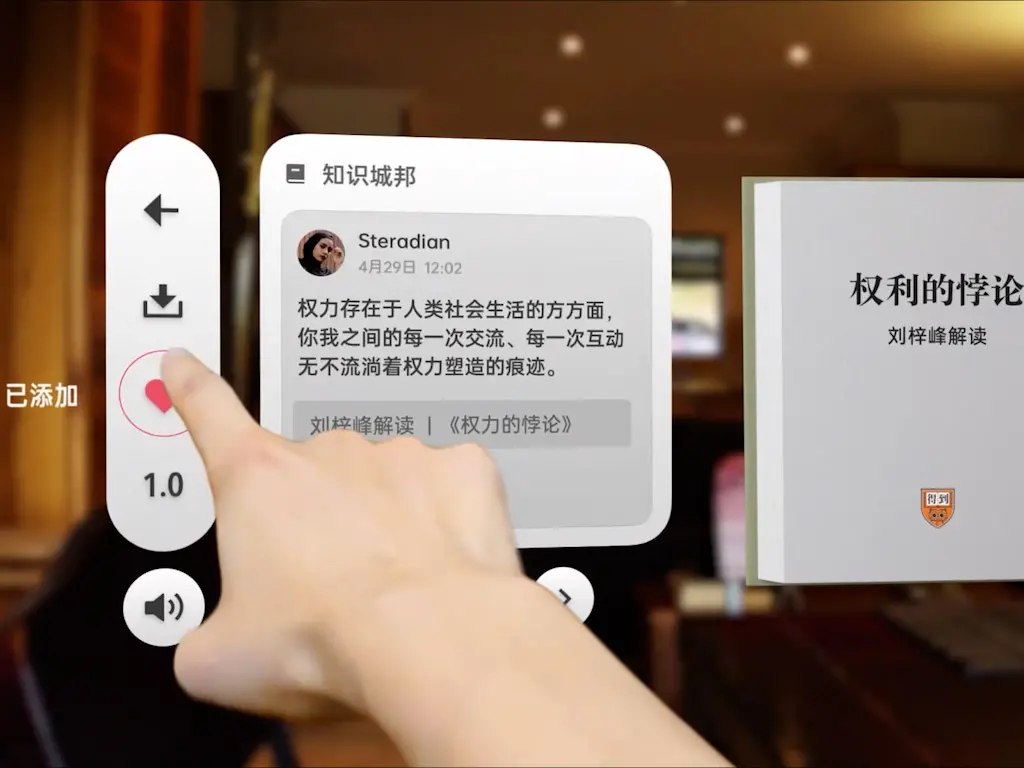 知识城邦
Steradian
4月29日 12:02
权力存在于人类社会生活的方方面，
你我之间的每一次交流、每一次互动
无不流淌着权力塑造的痕迹。
刘梓峰解读 | 《权力的悖论》
已添加
1.0
权利的悖论
刘梓峰解读
得到